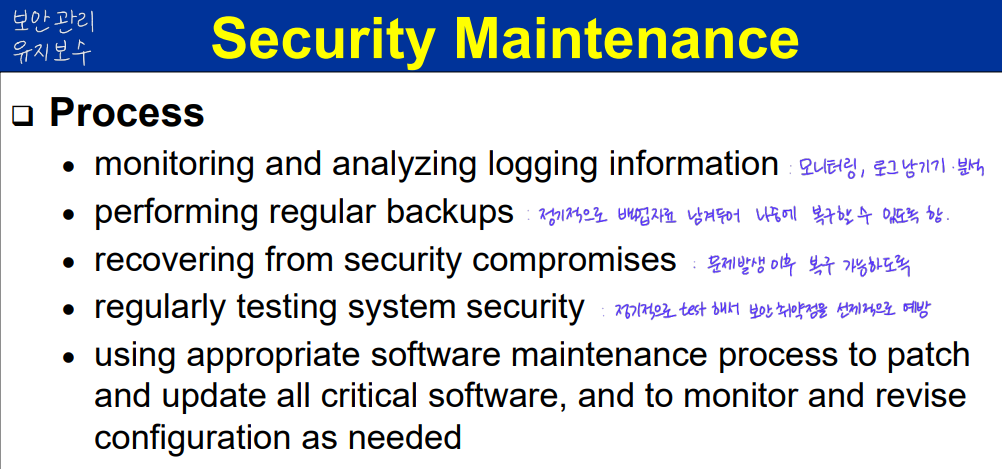 보안관리
유지보수
Security Maintenance
❑ Process
• monitoring and analyzing logging information : 모니터링, 로그 남기기·분석
• performing regular backups : 정기적으로 백업자료 남겨두어 나중에 복구할 수 있도록 함.
• recovering from security compromises : 문제발생 이후 복구 가능하도록
• regularly testing system security : 정기적으로 test 해서 보안 취약점을 선제적으로 예방
• using appropriate software maintenance process to patch
and update all critical software, and to monitor and revise
configuration as needed